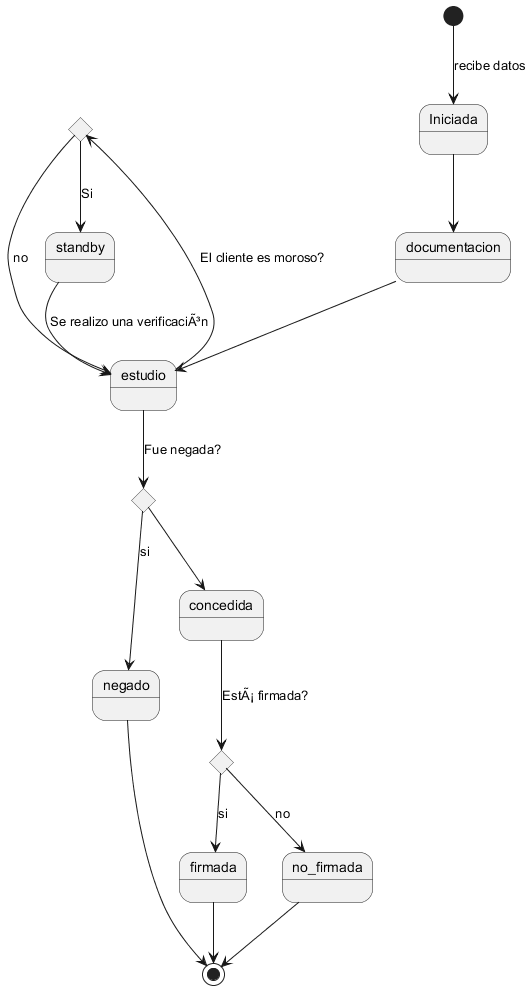 recibe datos
Iniciada
Si
standby
documentacion
no
El cliente es moroso?
Se realizo una verificaciÃ³n
estudio
Fue negada?
si
concedida
negado
EstÃ¡ firmada?
si
no
firmada
no_firmada